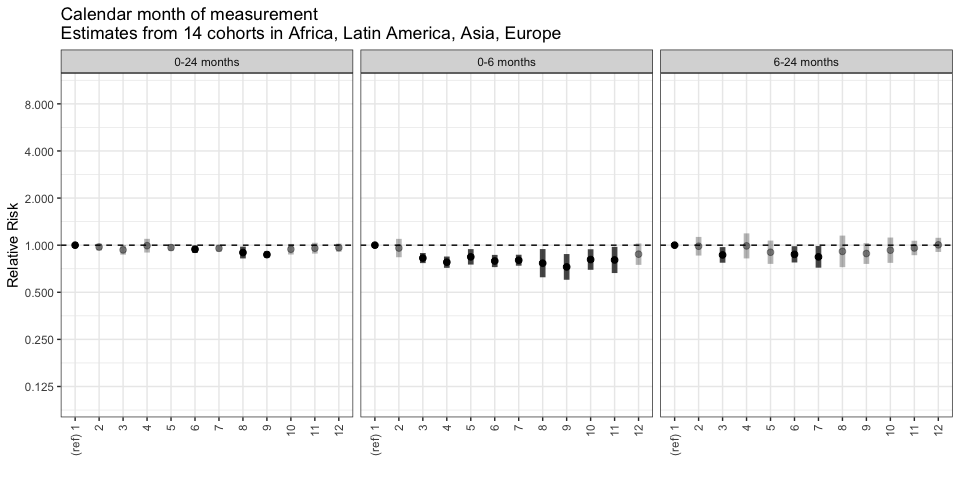 Calendar month of measurement
Estimates from 14 cohorts in Africa, Latin America, Asia, Europe
0-24 months
0-6 months
6-24 months
Relative Risk
8.000
4.000
2.000
1.000
0.500
0.250
0.125
(ref) 1 2 3 4 5 6 7 8 9 10 11 12
(ref) 1 2 3 4 5 6 7 8 9 10 11 12
(ref) 1 2 3 4 5 6 7 8 9 10 11 12